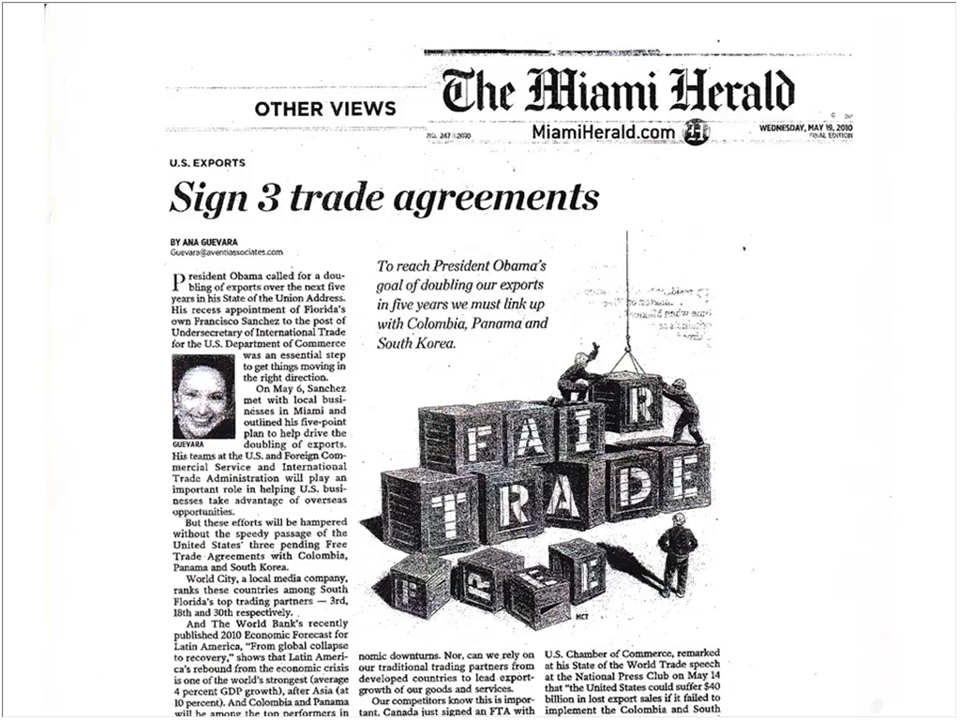 OTHER VIEWS
The Miami Herald
NO. 247
MiamiHerald.com
WEDNESDAY, MAY 19, 2010
FINAL EDITION
U.S. EXPORTS
Sign 3 trade agreements
BY ANA GUEVARA
Guevara@aventiassociates.com
President Obama called for a dou-
bling of exports over the next five
years in his State of the Union Address.
His recess appointment of Florida's
own Francisco Sanchez to the post of
Undersecretary of International Trade
for the U.S. Department of Commerce
was an essential step
to get things moving in
the right direction.
On May 6, Sanchez
met with local busi-
nesses in Miami and
outlined his five-point
plan to help drive the
doubling of exports.
GUEVARA
His teams at the U.S. and Foreign Com-
mercial Service and International
Trade Administration will play an
important role in helping U.S. busi-
nesses take advantage of overseas
opportunities.
But these efforts will be hampered
without the speedy passage of the
United States' three pending Free
Trade Agreements with Colombia,
Panama and South Korea.
World City, a local media company,
ranks these countries among South
Florida's top trading partners — 3rd,
18th and 30th respectively.
And The World Bank's recently
published 2010 Economic Forecast for
Latin America, "From global collapse
to recovery," shows that Latin Ameri-
ca's rebound from the economic crisis
is one of the world's strongest (average
4 percent GDP growth), after Asia (at
10 percent). And Colombia and Panama
will be among the top performers in
To reach President Obama's
goal of doubling our exports
in five years we must link up
with Colombia, Panama and
South Korea.
FAIR
TRADE
FREE
MCT
nomic downturns. Nor, can we rely on
our traditional trading partners from
developed countries to lead export-
growth of our goods and services.
Our competitors know this is impor-
tant. Canada just signed an FTA with
U.S. Chamber of Commerce, remarked
at his State of the World Trade speech
at the National Press Club on May 14
that "the United States could suffer $40
billion in lost export sales if it failed to
implement the Colombia and South